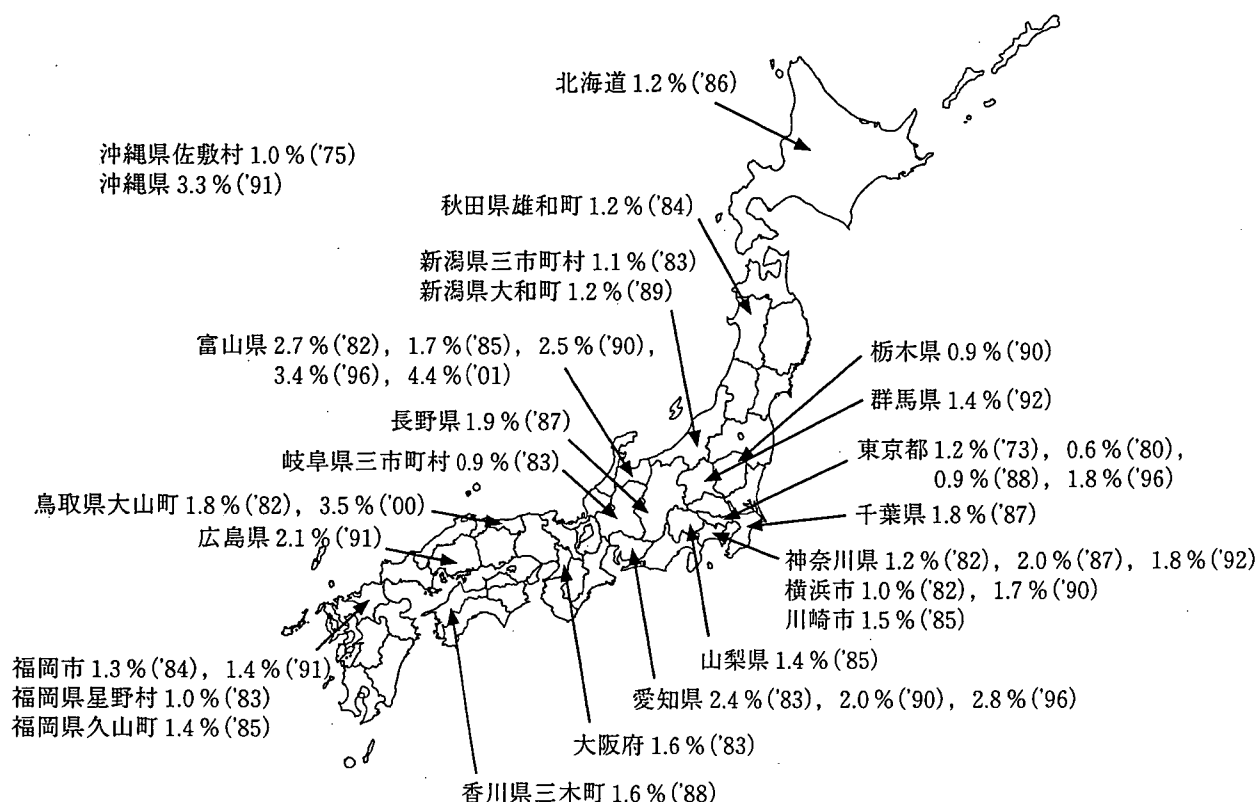 北海道 1.2 % ('86)
沖縄県佐敷村 1.0 % ('75)
沖縄県 3.3 % ('91)
秋田県雄和町 1.2 % ('84)
新潟県三市町村 1.1 % ('83)
新潟県大和町 1.2 % ('89)
富山県 2.7 % ('82), 1.7 % ('85), 2.5 % ('90),
3.4 % ('96), 4.4 % ('01)
栃木県 0.9 % ('90)
群馬県 1.4 % ('92)
長野県 1.9 % ('87)
東京都 1.2 % ('73), 0.6 % ('80),
0.9 % ('88), 1.8 % ('96)
岐阜県三市町村 0.9 % ('83)
鳥取県大山町 1.8 % ('82), 3.5 % ('00)
千葉県 1.8 % ('87)
広島県 2.1 % ('91)
神奈川県 1.2 % ('82), 2.0 % ('87), 1.8 % ('92)
横浜市 1.0 % ('82), 1.7 % ('90)
川崎市 1.5 % ('85)
山梨県 1.4 % ('85)
福岡市 1.3 % ('84), 1.4 % ('91)
福岡県星野村 1.0 % ('83)
福岡県久山町 1.4 % ('85)
愛知県 2.4 % ('83), 2.0 % ('90), 2.8 % ('96)
大阪府 1.6 % ('83)
香川県三木町 1.6 % ('88)